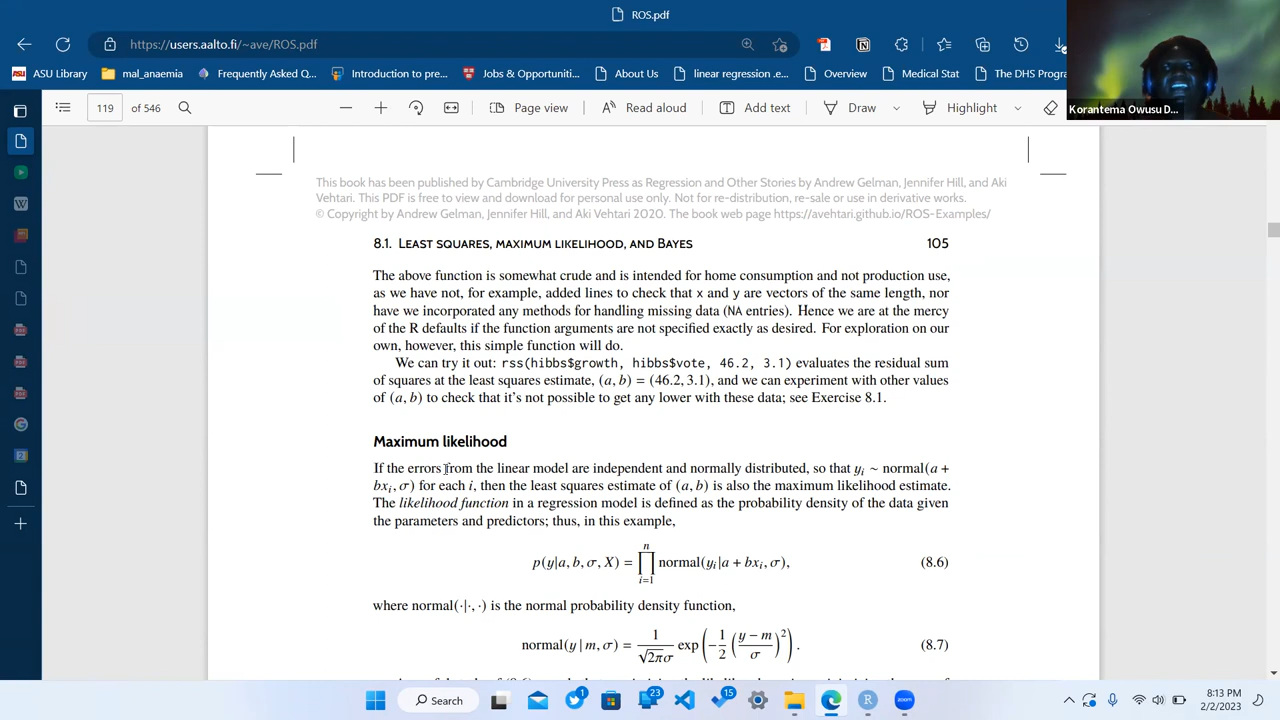 ROS.pdf
https://users.aalto.fi/~ave/ROS.pdf
ASU Library mal_anaemia Frequently Asked Q... Introduction to pre... Jobs & Opportuniti... About Us linear regression .e... Overview Medical Stat The DHS Progra
Korantema Owusu D...
119 of 546 Page view Read aloud Add text Draw Highlight
This book has been published by Cambridge University Press as Regression and Other Stories by Andrew Gelman, Jennifer Hill, and Aki
Vehtari. This PDF is free to view and download for personal use only. Not for re-distribution, re-sale or use in derivative works.
© Copyright by Andrew Gelman, Jennifer Hill, and Aki Vehtari 2020. The book web page https://avehtari.github.io/ROS-Examples/
8.1. LEAST SQUARES, MAXIMUM LIKELIHOOD, AND BAYES 105
The above function is somewhat crude and is intended for home consumption and not production use,
as we have not, for example, added lines to check that x and y are vectors of the same length, nor
have we incorporated any methods for handling missing data (NA entries). Hence we are at the mercy
of the R defaults if the function arguments are not specified exactly as desired. For exploration on our
own, however, this simple function will do.
We can try it out: rss(hibbs$growth, hibbs$vote, 46.2, 3.1) evaluates the residual sum
of squares at the least squares estimate, (a, b) = (46.2, 3.1), and we can experiment with other values
of (a, b) to check that it's not possible to get any lower with these data; see Exercise 8.1.
Maximum likelihood
If the errors from the linear model are independent and normally distributed, so that yᵢ ~ normal(a +
bxᵢ, σ) for each i, then the least squares estimate of (a, b) is also the maximum likelihood estimate.
The likelihood function in a regression model is defined as the probability density of the data given
the parameters and predictors; thus, in this example,
p(y|a, b, σ, X) = ∏ⁿᵢ₌₁ normal(yᵢ|a + bxᵢ, σ), (8.6)
where normal(·|·, ·) is the normal probability density function,
normal(y | m, σ) = 1/(√2π σ) exp(−1/2 ((y − m)/σ)²). (8.7)
Search 1 23 15 8:13 PM
2/2/2023